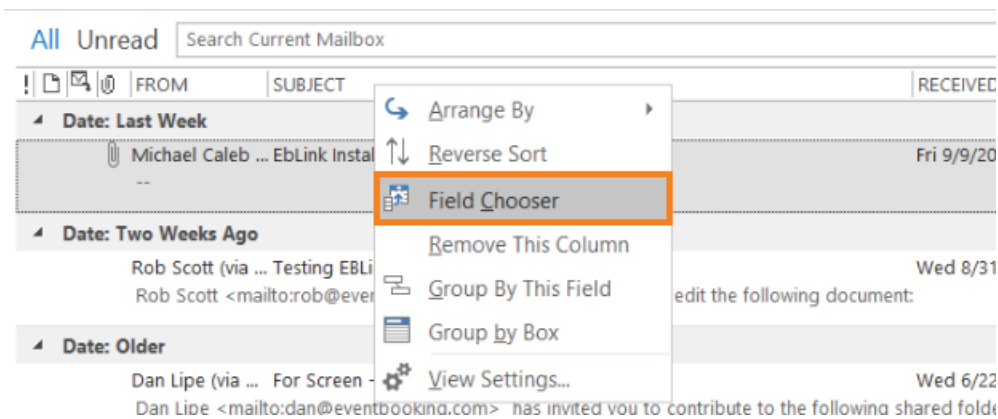 All Unread Search Current Mailbox
! FROM SUBJECT RECEIVED
Date: Last Week
Michael Caleb ... EbLink Instal Fri 9/9/20
--
Date: Two Weeks Ago
Rob Scott (via ... Testing EBLi Wed 8/31
Rob Scott <mailto:rob@ever edit the following document:
Date: Older
Dan Lipe (via ... For Screen - Wed 6/22
Dan Lipe <mailto:dan@eventbooking.com> has invited you to contribute to the following shared folde
Arrange By
Reverse Sort
Field Chooser
Remove This Column
Group By This Field
Group by Box
View Settings...